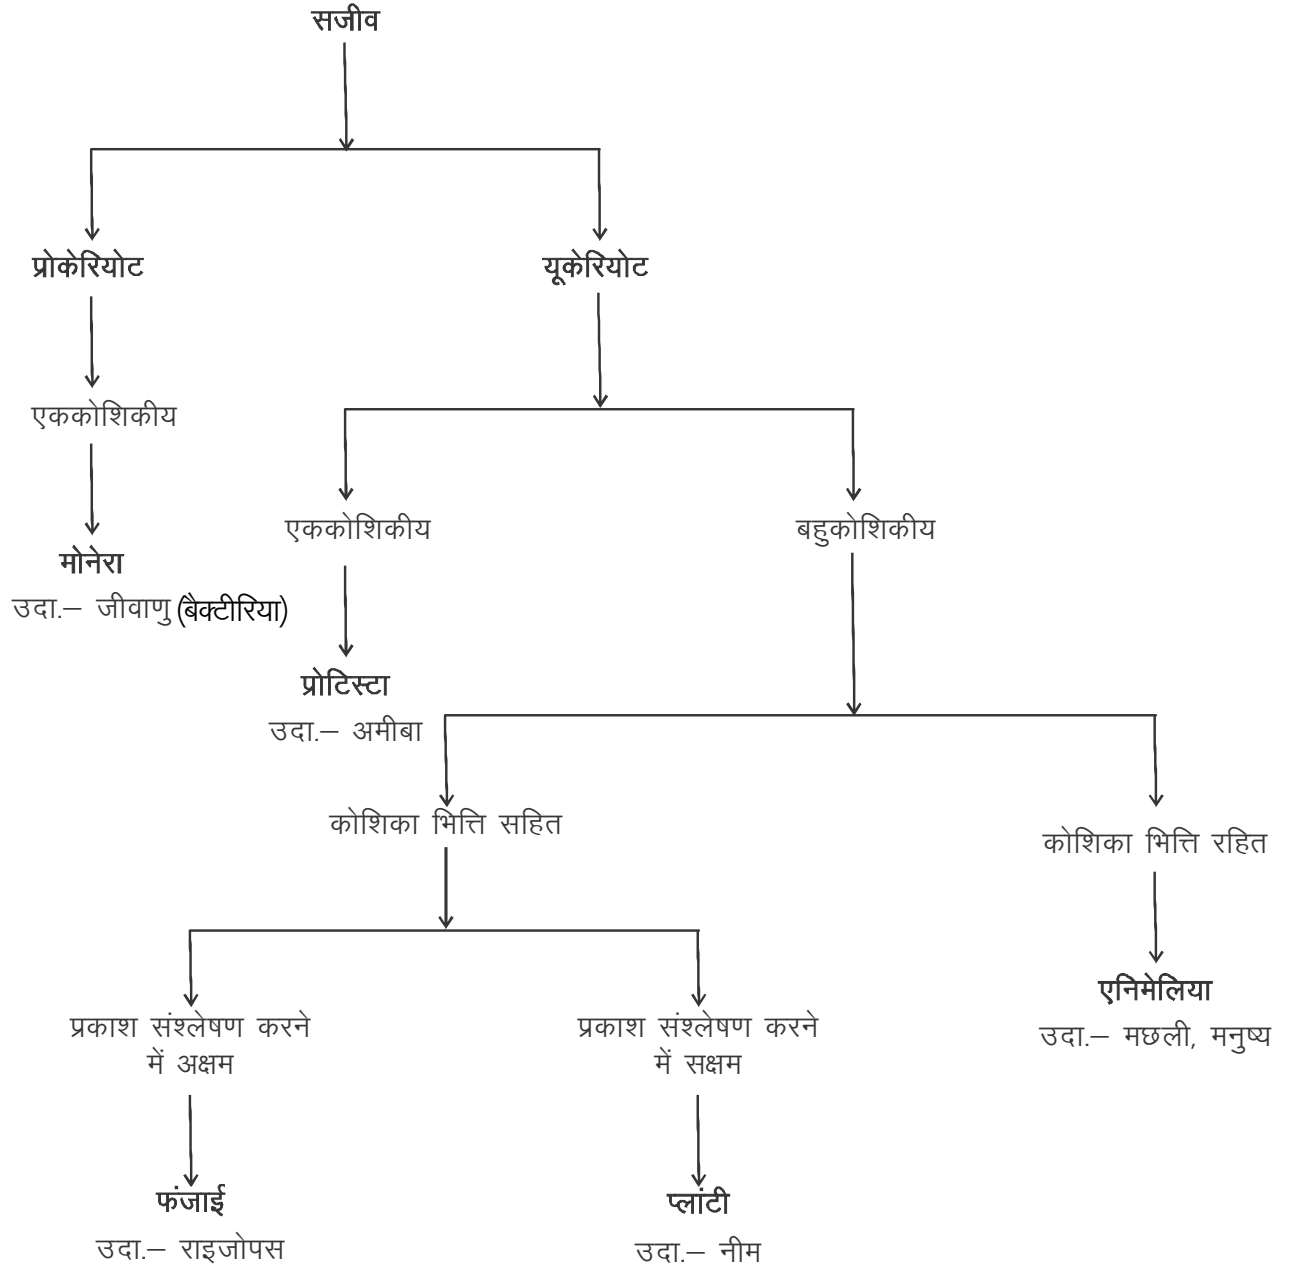 सजीव
प्रोकेरियोट
यूकेरियोट
एककोशिकीय
एककोशिकीय
बहुकोशिकीय
मोनेरा
उदा.– जीवाणु (बैक्टीरिया)
प्रोटिस्टा
उदा.– अमीबा
कोशिका भित्ति सहित
कोशिका भित्ति रहित
एनिमेलिया
उदा.– मछली, मनुष्य
प्रकाश संश्लेषण करने
में अक्षम
प्रकाश संश्लेषण करने
में सक्षम
फंजाई
उदा.– राइजोपस
प्लांटी
उदा.– नीम